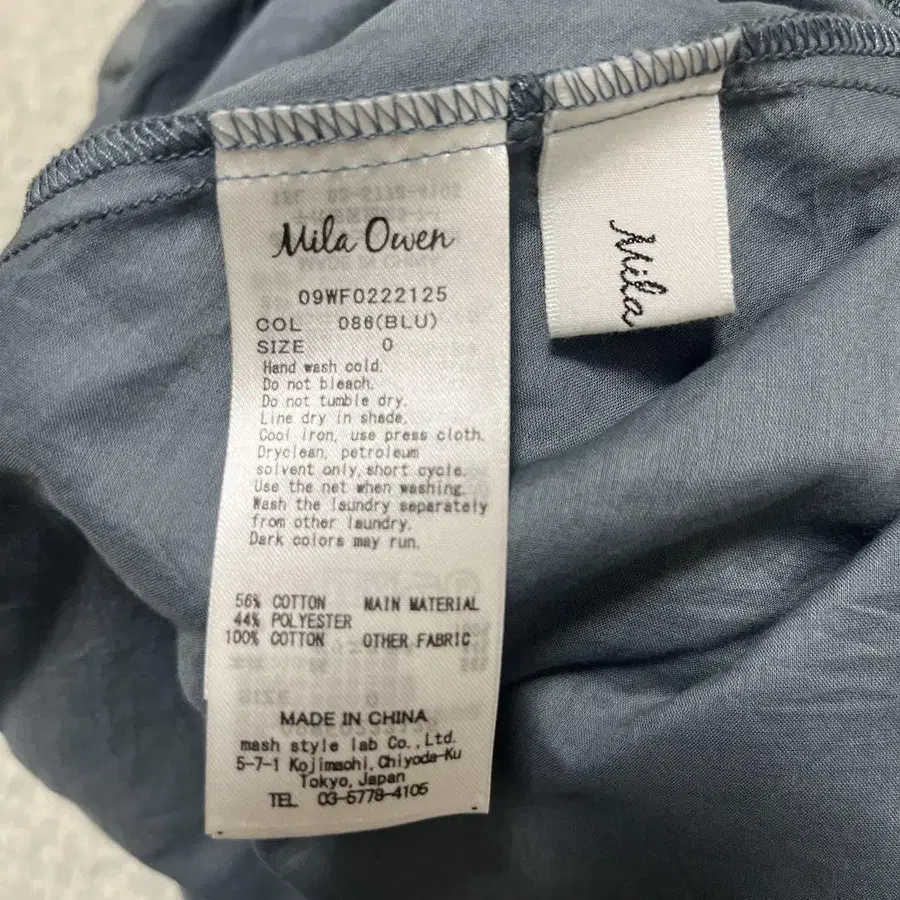 Mila Owen
09WF0222125
COL 086(BLU)
SIZE 0
Hand wash cold.
Do not bleach.
Do not tumble dry.
Line dry in shade.
Cool iron, use press cloth.
Dryclean, petroleum
solvent only, short cycle.
Use the net when washing.
Wash the laundry separately
from other laundry.
Dark colors may run.
56% COTTON MAIN MATERIAL
44% POLYESTER
100% COTTON OTHER FABRIC
MADE IN CHINA
mash style lab Co., Ltd.
5-7-1 Kojimachi, Chiyoda-Ku
Tokyo, Japan
TEL 03-5778-4105
Mila